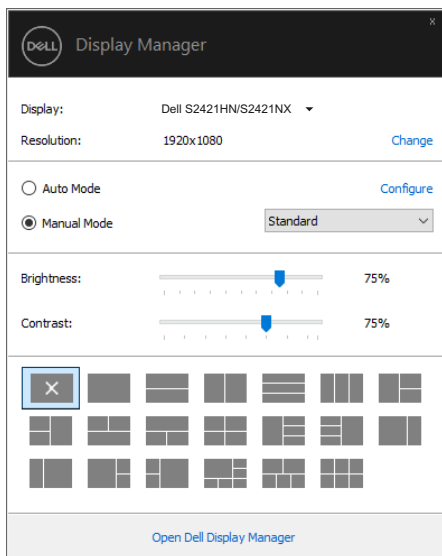 x
DELL Display Manager
Display: Dell S2421HN/S2421NX
Resolution: 1920x1080 Change
Auto Mode Configure
Manual Mode Standard
Brightness: 75%
Contrast: 75%
Open Dell Display Manager